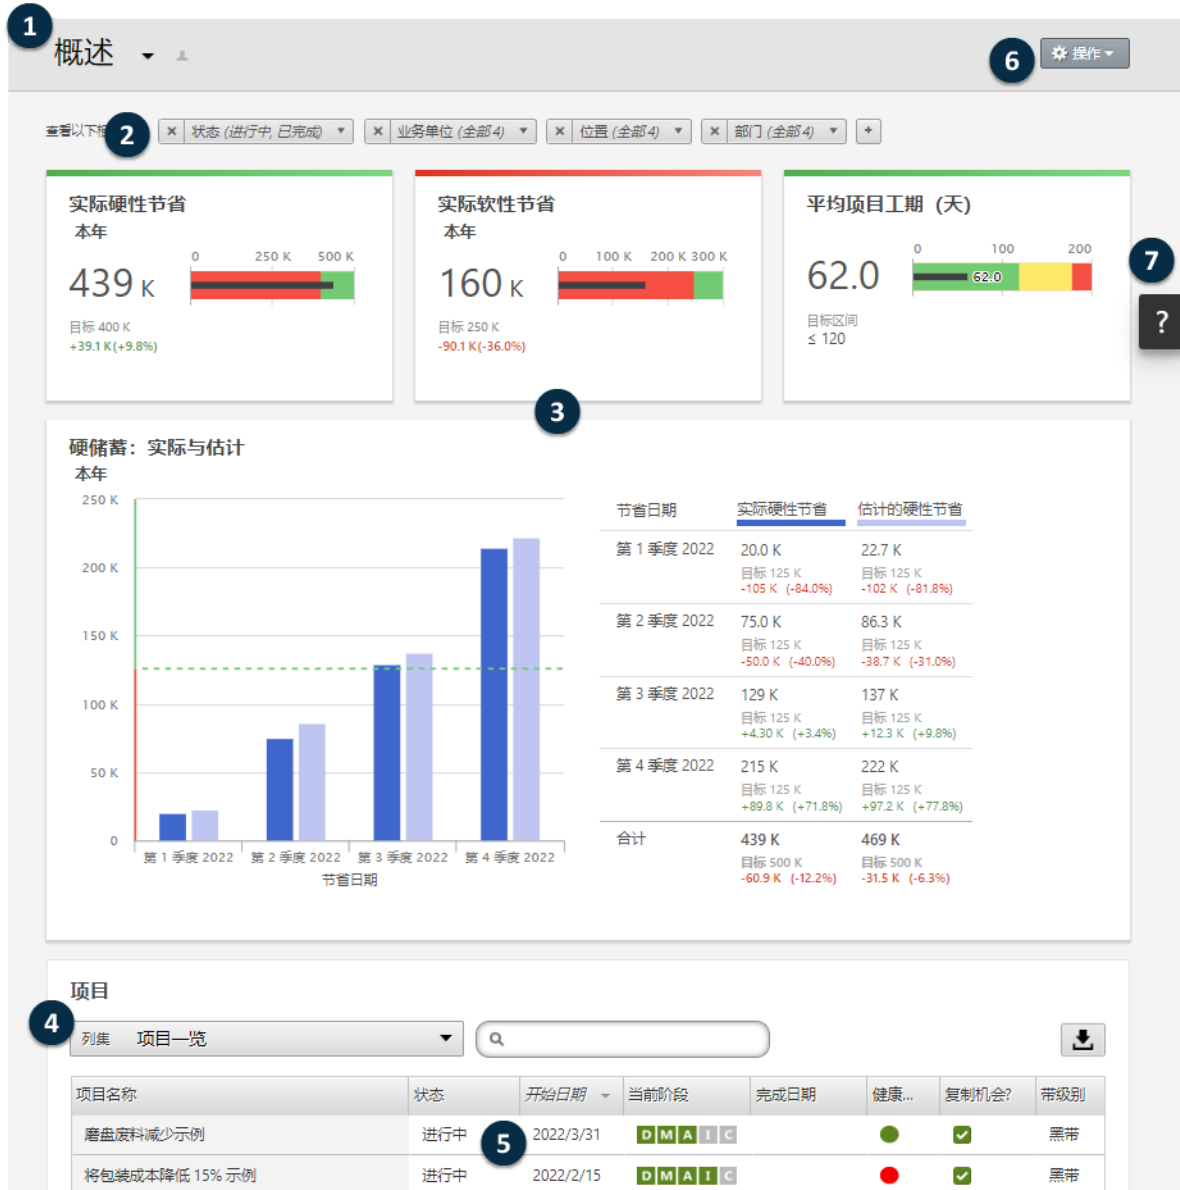 1
概述
6
操作
查看以下
2
状态 (进行中, 已完成)
业务单位 (全部 4)
位置 (全部 4)
部门 (全部 4)
+
实际硬性节省
本年
439 K
0 250 K 500 K
目标 400 K
+39.1 K(+9.8%)
实际软性节省
本年
160 K
0 100 K 200 K 300 K
目标 250 K
-90.1 K(-36.0%)
平均项目工期（天）
62.0
0 100 200
62.0
目标区间
≤ 120
7
?
3
硬储蓄：实际与估计
本年
250 K
200 K
150 K
100 K
50 K
0
第 1 季度 2022 第 2 季度 2022 第 3 季度 2022 第 4 季度 2022
节省日期
节省日期 实际硬性节省 估计的硬性节省
第 1 季度 2022 20.0 K 22.7 K
目标 125 K 目标 125 K
-105 K (-84.0%) -102 K (-81.8%)
第 2 季度 2022 75.0 K 86.3 K
目标 125 K 目标 125 K
-50.0 K (-40.0%) -38.7 K (-31.0%)
第 3 季度 2022 129 K 137 K
目标 125 K 目标 125 K
+4.30 K (+3.4%) +12.3 K (+9.8%)
第 4 季度 2022 215 K 222 K
目标 125 K 目标 125 K
+89.8 K (+71.8%) +97.2 K (+77.8%)
合计 439 K 469 K
目标 500 K 目标 500 K
-60.9 K (-12.2%) -31.5 K (-6.3%)
项目
4
列集 项目一览
项目名称 状态 开始日期 当前阶段 完成日期 健康... 复制机会? 带级别
磨盘废料减少示例 进行中 5 2022/3/31 D M A I C 黑带
将包装成本降低 15% 示例 进行中 2022/2/15 D M A I C 黑带